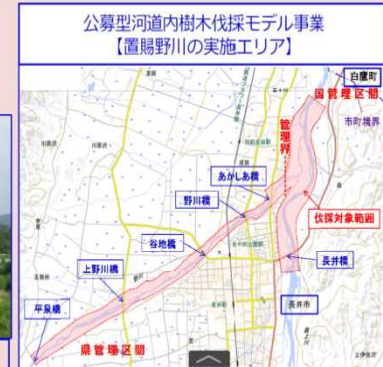 公募型河道内樹木伐採モデル事業
【置賜野川の実施エリア】
白鷹町
国管理区間
市町境界
管理界
あかしあ橋
野川橋
伐採対象範囲
谷地橋
長井橋
上野川橋
長井市
平泉橋
県管理区間